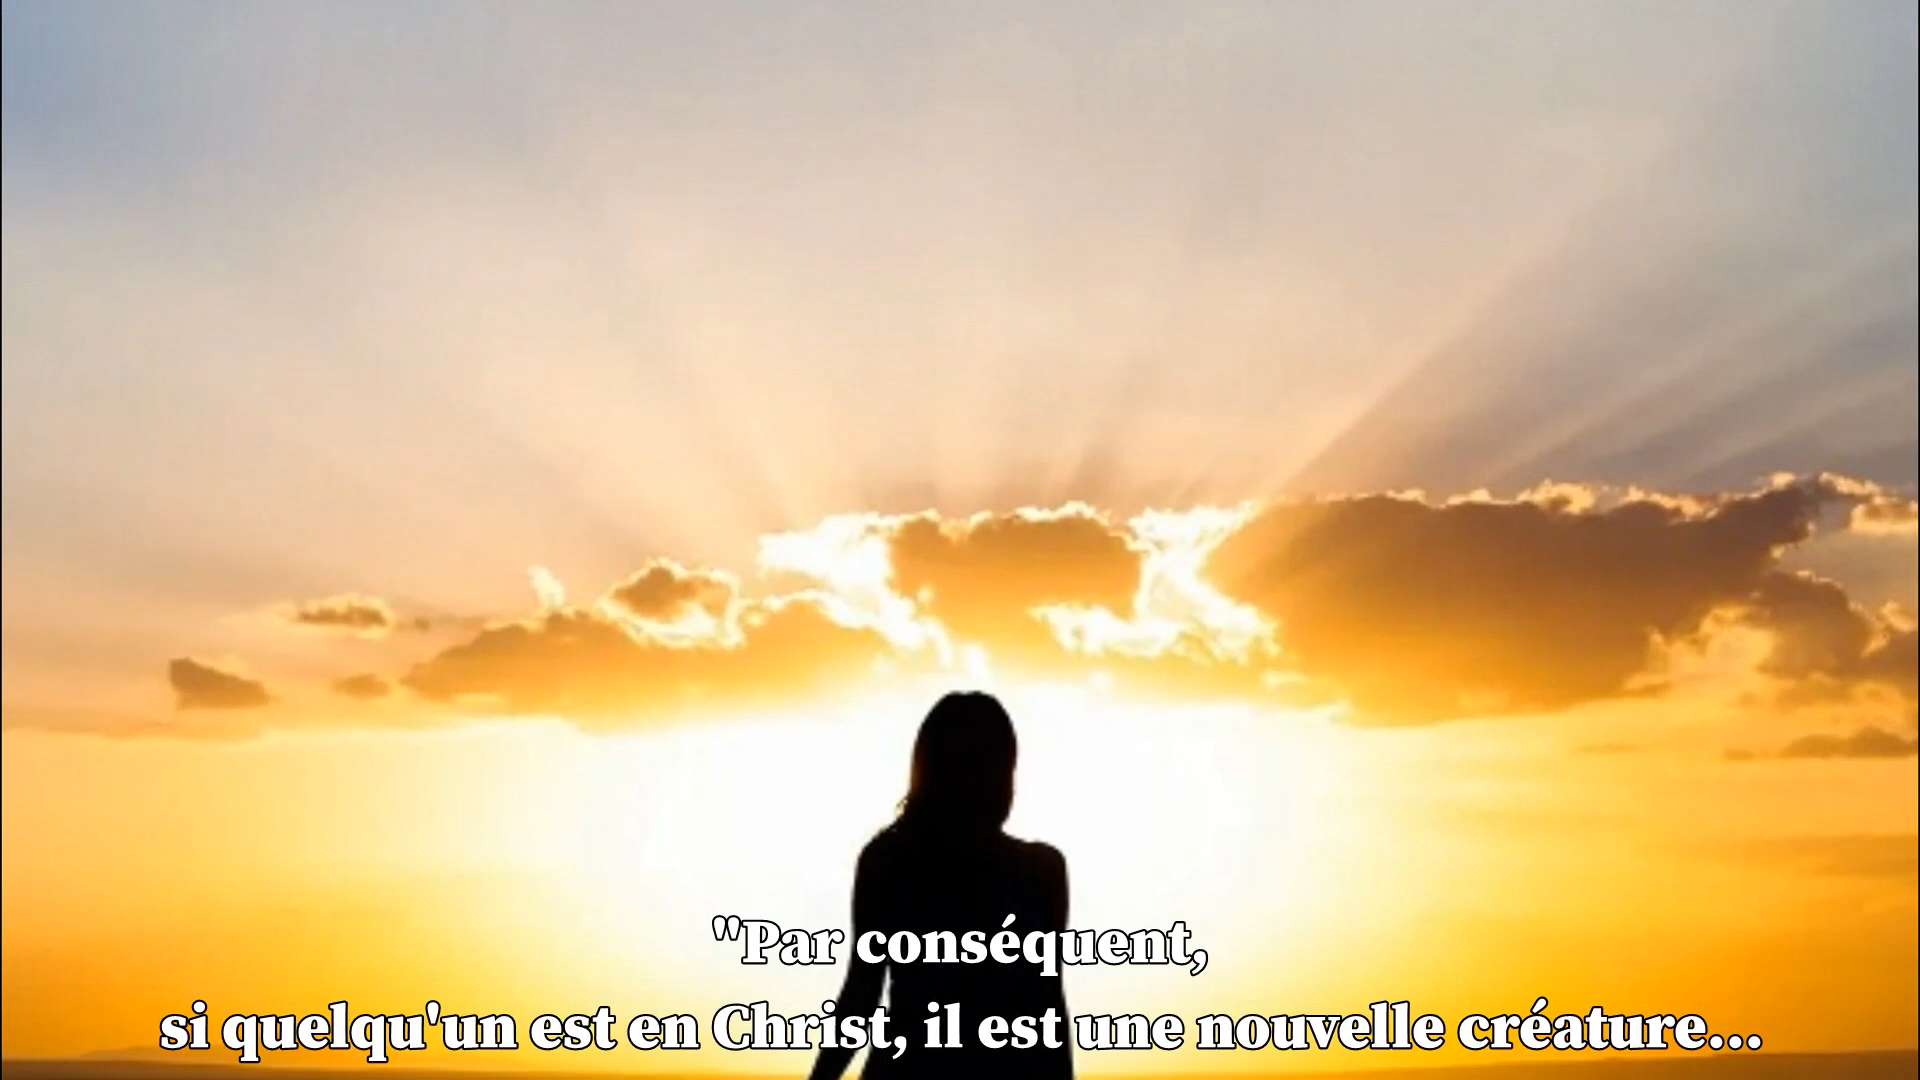 "Par conséquent,
si quelqu'un est en Christ, il est une nouvelle créature...